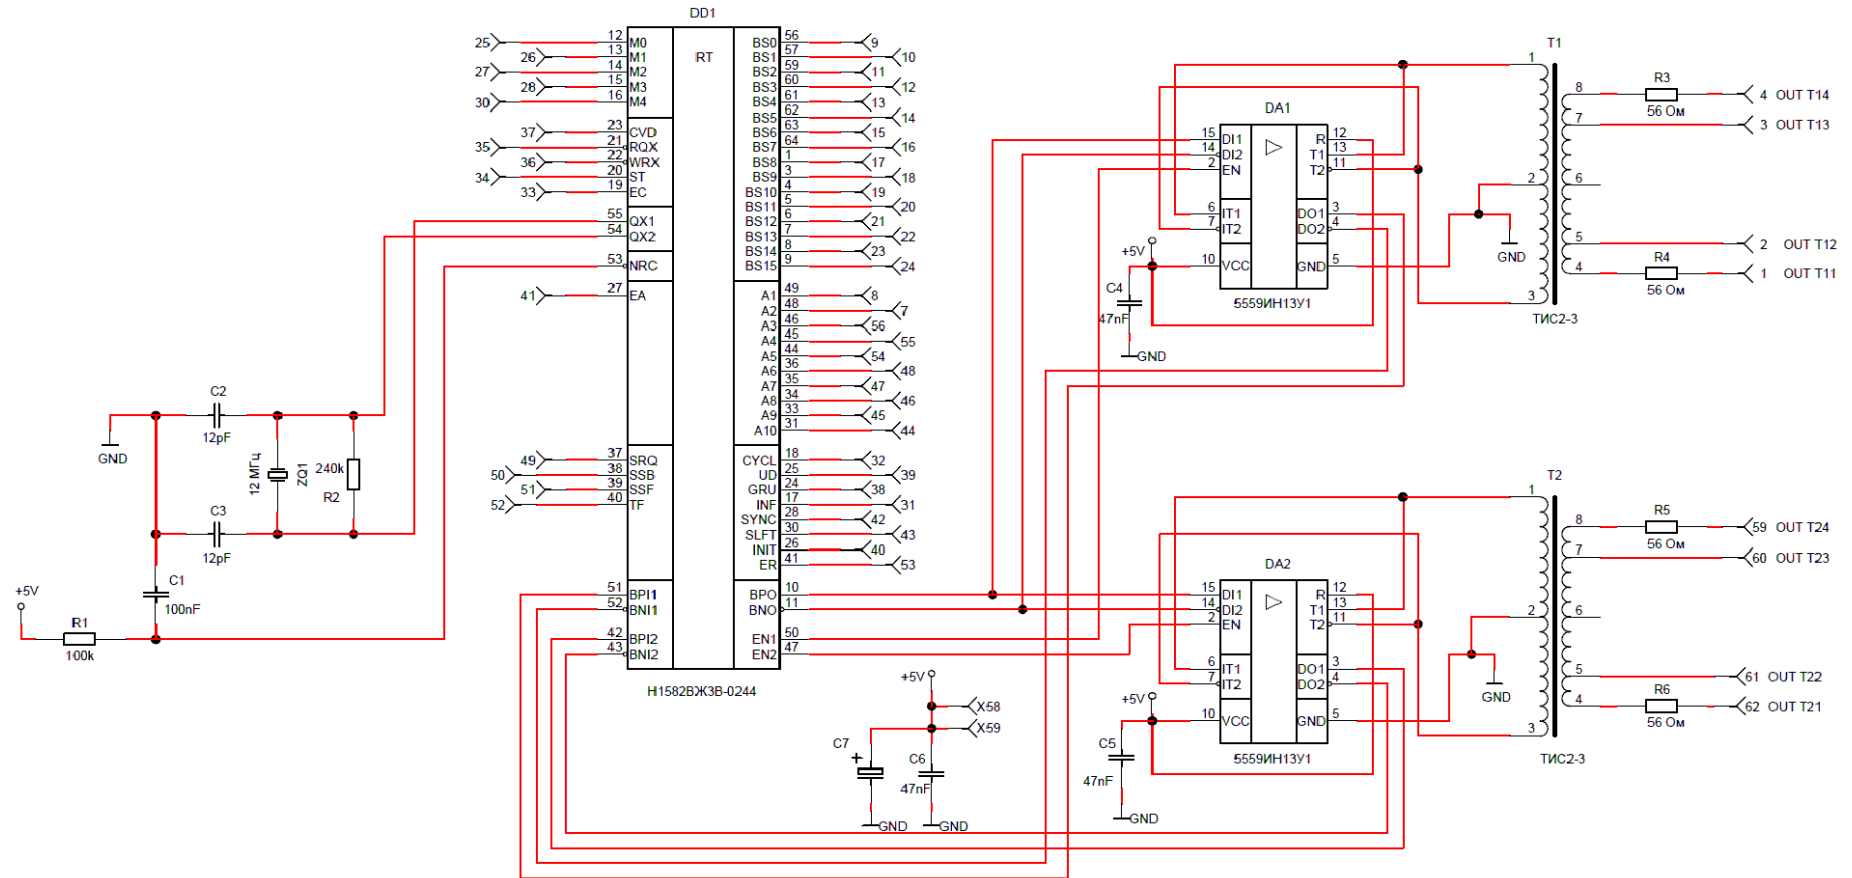 DD1
RT
25 12 M0
26 13 M1
27 14 M2
28 15 M3
30 16 M4
37 23 CVD
35 21 RQX
36 22 WRX
34 20 ST
33 19 EC
55 QX1
54 QX2
53 NRC
41 27 EA
49 37 SRQ
50 38 SSB
51 39 SSF
52 40 TF
51 BPI1
52 BNI1
42 BPI2
43 BNI2
BS0 56 9
BS1 57 10
BS2 59 11
BS3 60 12
BS4 61 13
BS5 62 14
BS6 63 15
BS7 64 16
BS8 1 17
BS9 3 18
BS10 4 19
BS11 5 20
BS12 6 21
BS13 7 22
BS14 8 23
BS15 9 24
A1 49 8
A2 48 7
A3 46 56
A4 45 55
A5 44 54
A6 36 48
A7 35 47
A8 34 46
A9 33 45
A10 31 44
CYCL 18 32
UD 25 39
GRU 24 38
INF 17 31
SYNC 28 42
SLFT 30 43
INIT 26 40
ER 41 53
BPO 10
BNO 11
EN1 50
EN2 47
Н1582ВЖ3В-0244
C2
12pF
GND
12 МГц
ZQ1
240k
R2
C3
12pF
C1
100nF
+5V
R1
100k
+5V
X58
X59
C7
+
C6
47nF
GND
GND
DA1
15 DI1
14 DI2
2 EN
6 IT1
7 IT2
10 VCC
R 12
T1 13
T2 11
DO1 3
DO2 4
GND 5
5559ИН13У1
+5V
C4
47nF
GND
GND
T1
1
2
3
8
7
6
5
4
ТИС2-3
R3
56 Ом
4 OUT T14
3 OUT T13
2 OUT T12
R4
56 Ом
1 OUT T11
DA2
15 DI1
14 DI2
2 EN
6 IT1
7 IT2
10 VCC
R 12
T1 13
T2 11
DO1 3
DO2 4
GND 5
5559ИН13У1
+5V
C5
47nF
GND
GND
T2
1
2
3
8
7
6
5
4
ТИС2-3
R5
56 Ом
59 OUT T24
60 OUT T23
61 OUT T22
R6
56 Ом
62 OUT T21